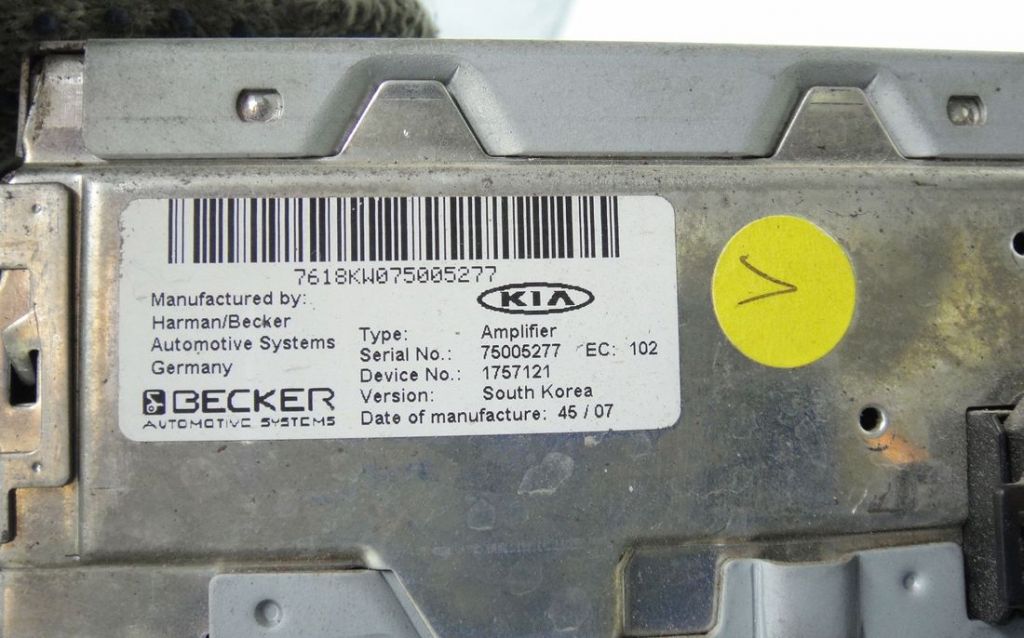 7618KW075005277
Manufactured by:
Harman/Becker
Automotive Systems
Germany
BECKER
AUTOMOTIVE SYSTEMS
KIA
Type: Amplifier
Serial No.: 75005277 EC: 102
Device No.: 1757121
Version: South Korea
Date of manufacture: 45 / 07